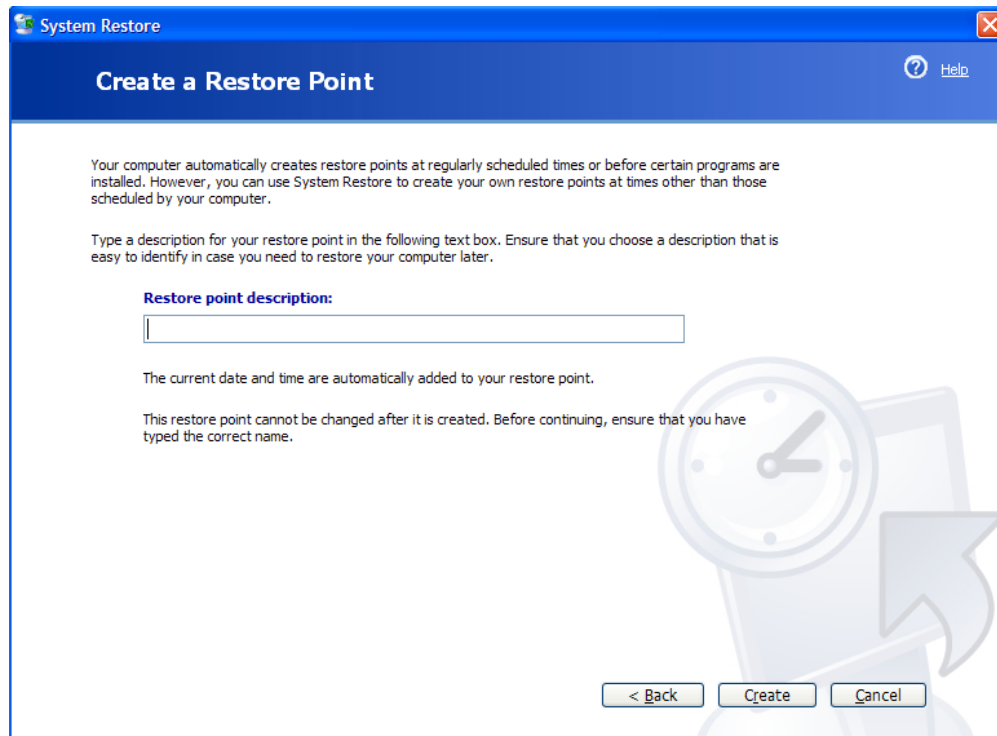 System Restore
Create a Restore Point
Help
Your computer automatically creates restore points at regularly scheduled times or before certain programs are
installed. However, you can use System Restore to create your own restore points at times other than those
scheduled by your computer.
Type a description for your restore point in the following text box. Ensure that you choose a description that is
easy to identify in case you need to restore your computer later.
Restore point description:
The current date and time are automatically added to your restore point.
This restore point cannot be changed after it is created. Before continuing, ensure that you have
typed the correct name.
< Back Create Cancel